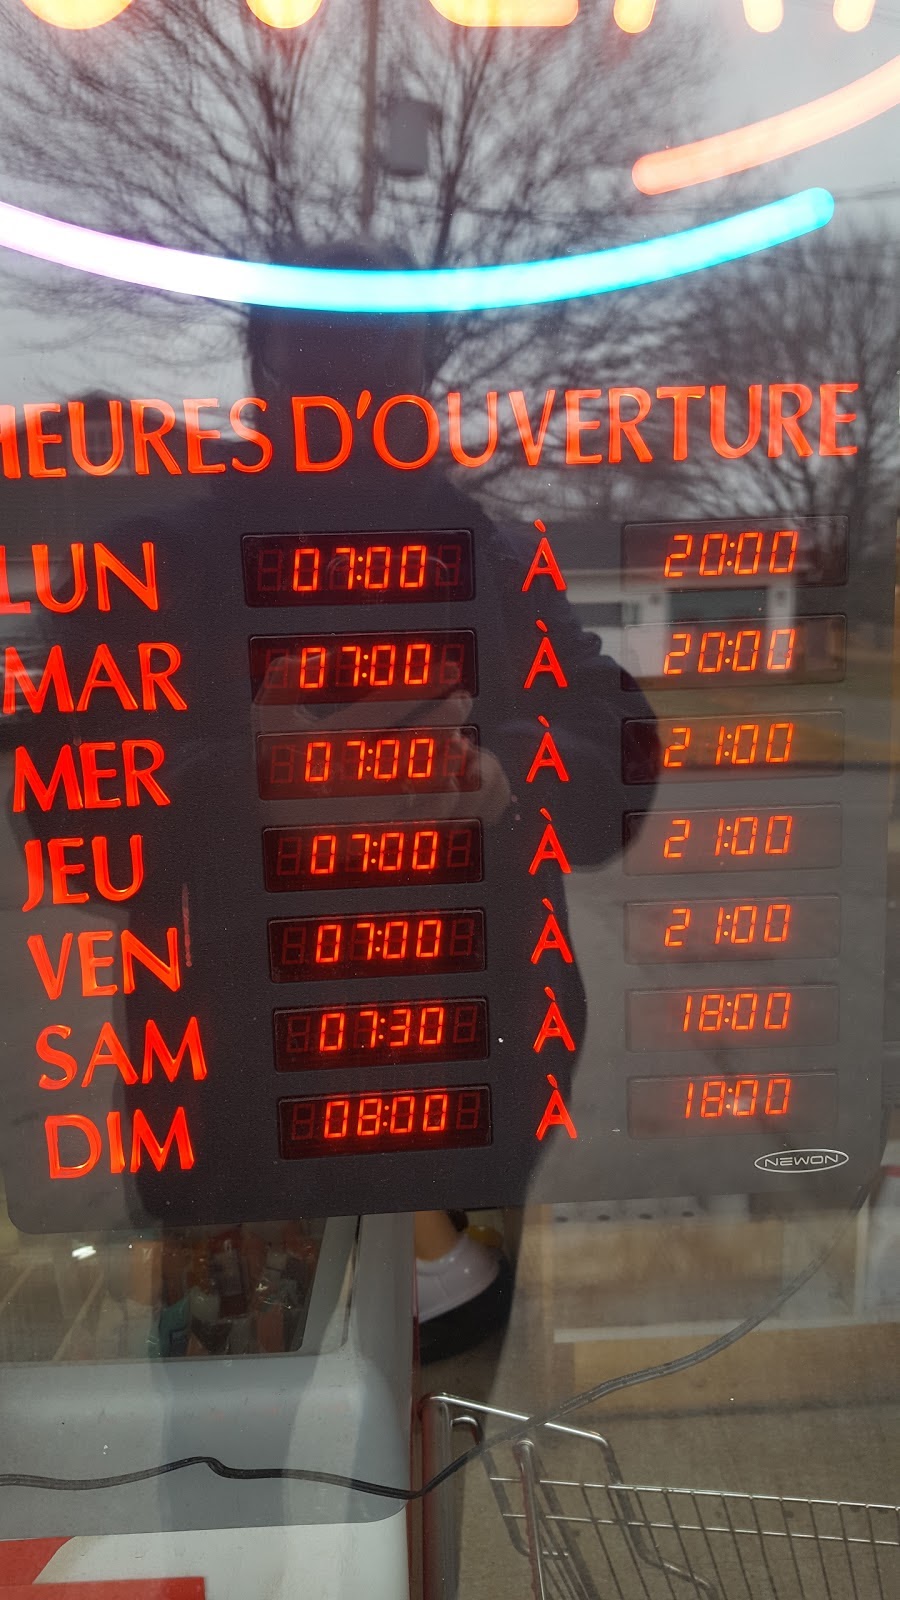 HEURES D'OUVERTURE
LUN 07:00 À 20:00
MAR 07:00 À 20:00
MER 07:00 À 21:00
JEU 07:00 À 21:00
VEN 07:00 À 21:00
SAM 07:30 À 18:00
DIM 08:00 À 18:00
NEWON